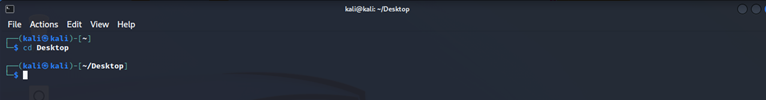 kali@kali: ~/Desktop
File Actions Edit View Help
┌──(kali㉿kali)-[~]
└─$ cd Desktop
┌──(kali㉿kali)-[~/Desktop]
└─$